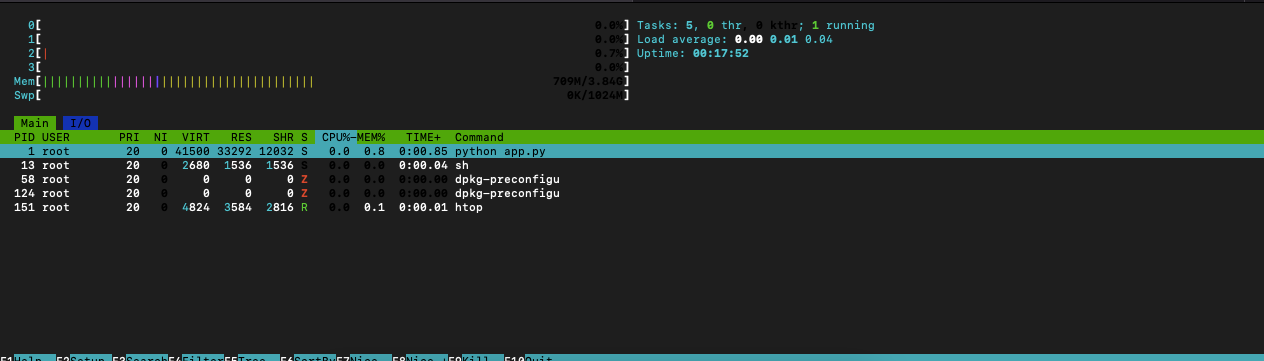 0[ 0.0%] Tasks: 5, 0 thr, 0 kthr; 1 running
1[ 0.0%] Load average: 0.00 0.01 0.04
2[| 0.7%] Uptime: 00:17:52
3[ 0.0%]
Mem[||||||||||||||||||||||||||||||||||||||| 709M/3.84G]
Swp[ 0K/1024M]
Main I/O
PID USER PRI NI VIRT RES SHR S CPU%-MEM% TIME+ Command
1 root 20 0 41500 33292 12032 S 0.0 0.8 0:00.85 python app.py
13 root 20 0 2680 1536 1536 S 0.0 0.0 0:00.04 sh
58 root 20 0 0 0 0 Z 0.0 0.0 0:00.00 dpkg-preconfigu
124 root 20 0 0 0 0 Z 0.0 0.0 0:00.00 dpkg-preconfigu
151 root 20 0 4824 3584 2816 R 0.0 0.1 0:00.01 htop
F1Help F2Setup F3SearchF4FilterF5Tree F6SortByF7Nice -F8Nice +F9Kill F10Quit